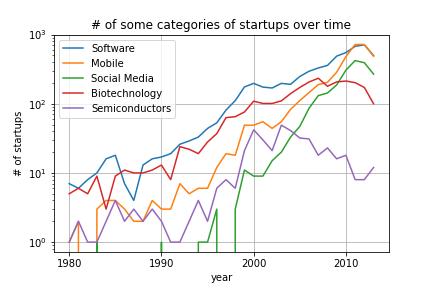 # of some categories of startups over time
10³
Software
Mobile
Social Media
Biotechnology
Semiconductors
10²
# of startups
10¹
10⁰
1980 1990 2000 2010
year